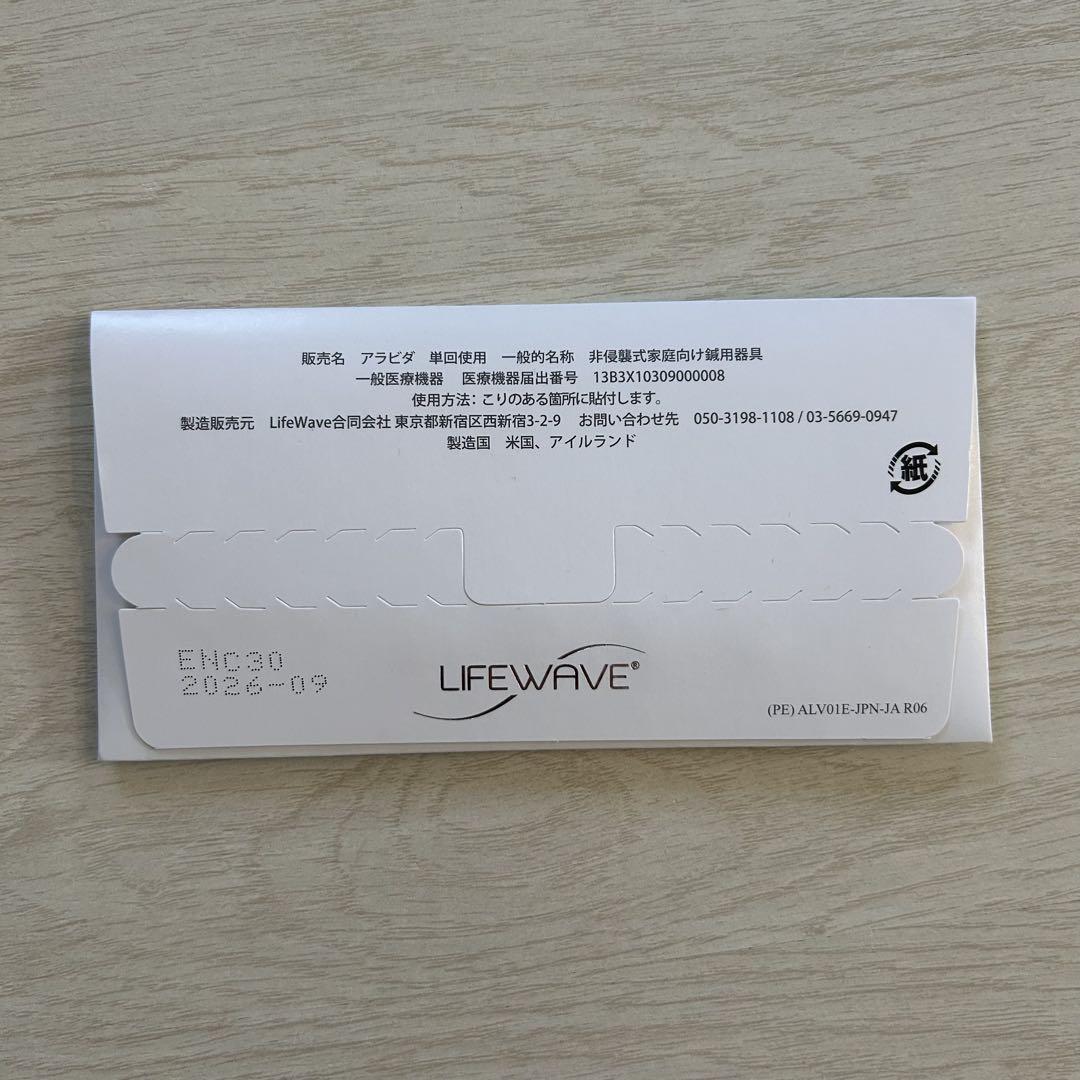 販売名 アラビダ 単回使用 一般的名称 非侵襲式家庭向け鍼用器具
一般医療機器 医療機器届出番号 13B3X10309000008
使用方法：こりのある箇所に貼付します。
製造販売元 LifeWave合同会社 東京都新宿区西新宿3-2-9 お問い合わせ先 050-3198-1108 / 03-5669-0947
製造国 米国、アイルランド
紙
ENC30
2026-09
LIFEWAVE®
(PE) ALV01E-JPN-JA R06